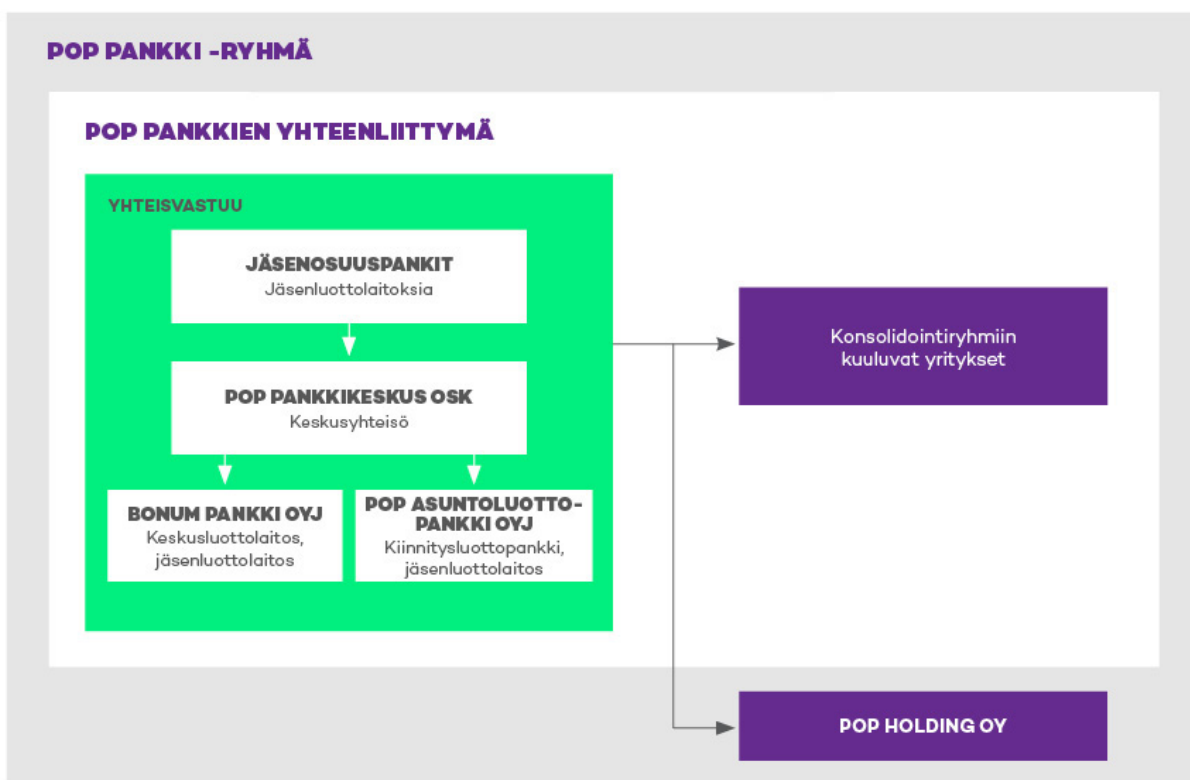 POP PANKKI -RYHMÄ
POP PANKKIEN YHTEENLIITTYMÄ
YHTEISVASTUU
JÄSENOSUUSPANKIT
Jäsenluottolaitoksia
POP PANKKIKESKUS OSK
Keskusyhteisö
BONUM PANKKI OYJ
Keskusluottolaitos,
jäsenluottolaitos
POP ASUNTOLUOTTO-
PANKKI OYJ
Kiinnitysluottopankki,
jäsenluottolaitos
Konsolidointiryhmiin
kuuluvat yritykset
POP HOLDING OY